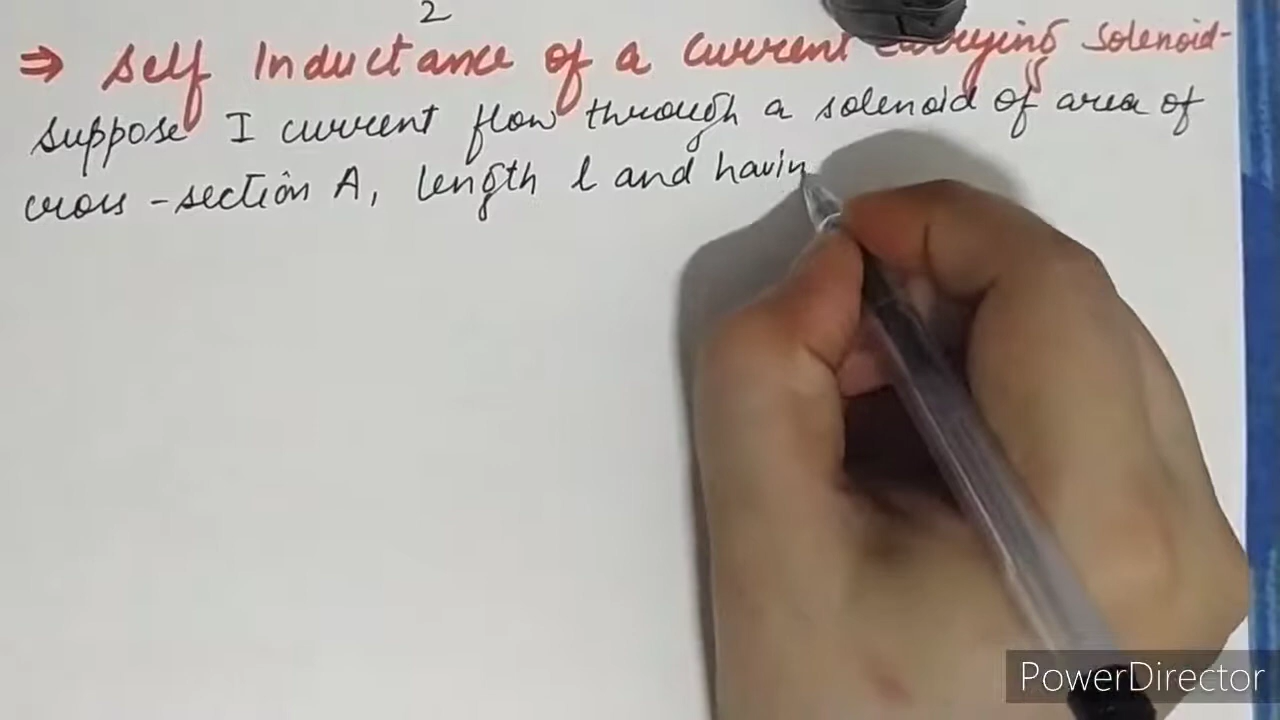 2
⇒ Self Inductance of a current carrying solenoid-
suppose I current flow through a solenoid of area of
cross-section A, length l and havin
PowerDirector